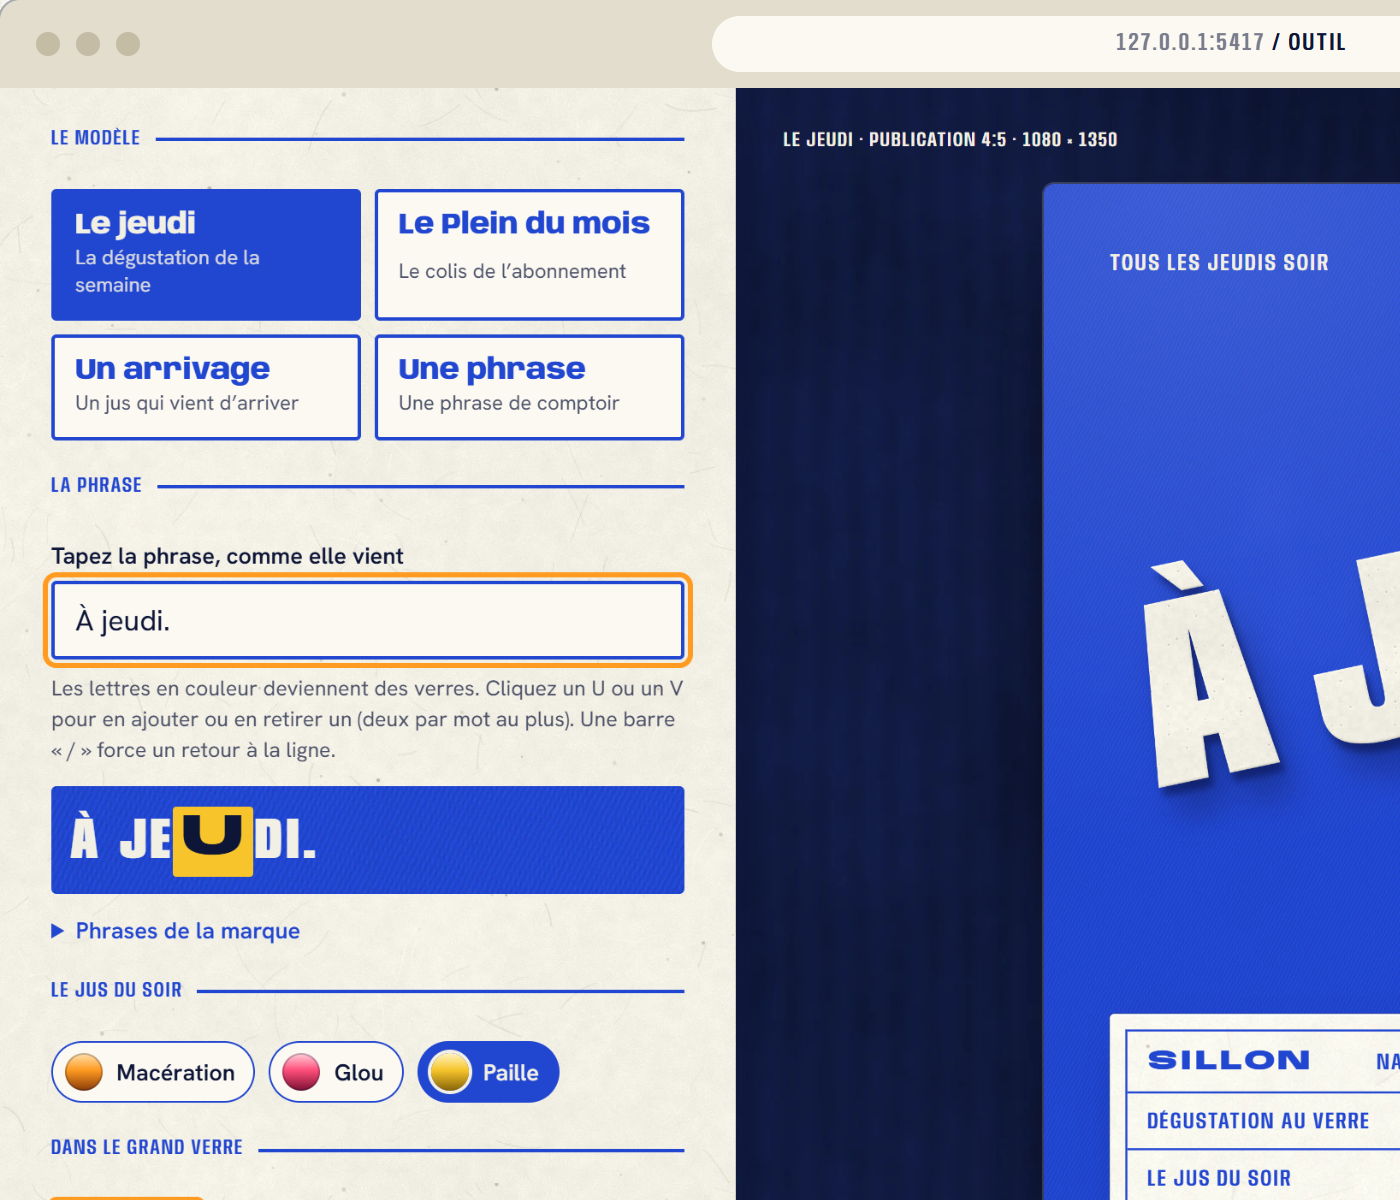 127.0.0.1:5417 / OUTIL
LE MODÈLE
Le jeudi
La dégustation de la
semaine
Le Plein du mois
Le colis de l’abonnement
Un arrivage
Un jus qui vient d’arriver
Une phrase
Une phrase de comptoir
LA PHRASE
Tapez la phrase, comme elle vient
À jeudi.
Les lettres en couleur deviennent des verres. Cliquez un U ou un V
pour en ajouter ou en retirer un (deux par mot au plus). Une barre
« / » force un retour à la ligne.
À JEUDI.
Phrases de la marque
LE JUS DU SOIR
Macération
Glou
Paille
DANS LE GRAND VERRE
LE JEUDI · PUBLICATION 4:5 · 1080 × 1350
TOUS LES JEUDIS SOIR
À J
SILLON
NA
DÉGUSTATION AU VERRE
LE JUS DU SOIR